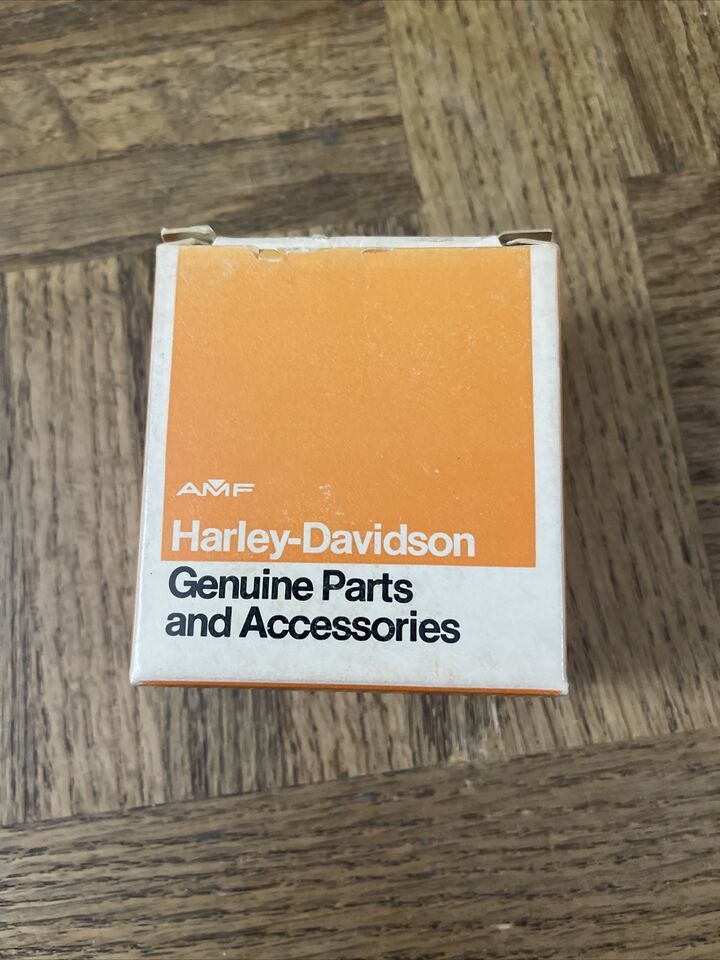 AMF
Harley-Davidson
Genuine Parts
and Accessories